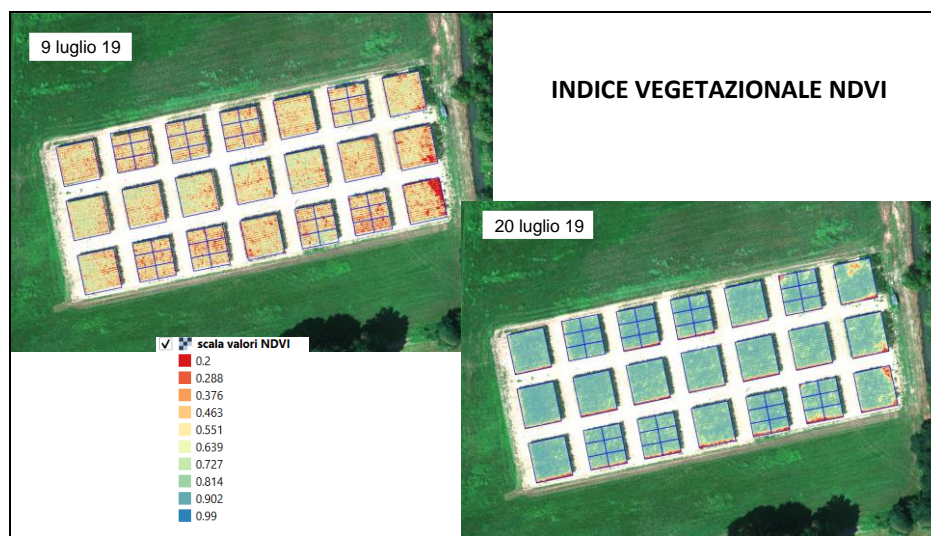 9 luglio 19
INDICE VEGETAZIONALE NDVI
20 luglio 19
scala valori NDVI
0.2
0.288
0.376
0.463
0.551
0.639
0.727
0.814
0.902
0.99